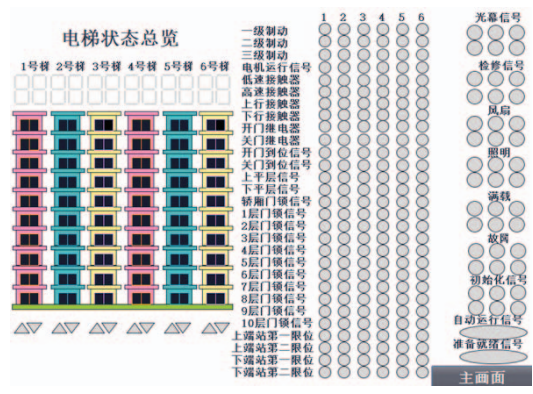 电梯状态总览
1号梯 2号梯 3号梯 4号梯 5号梯 6号梯
1 2 3 4 5 6
一级制动
二级制动
三级制动
电机运行信号
低速接触器
高速接触器
上行接触器
下行接触器
开门继电器
关门继电器
开门到位信号
关门到位信号
上平层信号
下平层信号
轿厢门锁信号
1层门锁信号
2层门锁信号
3层门锁信号
4层门锁信号
5层门锁信号
6层门锁信号
7层门锁信号
8层门锁信号
9层门锁信号
10层门锁信号
上端站第一限位
上端站第二限位
下端站第一限位
下端站第二限位
光幕信号
检修信号
风扇
照明
满载
故障
初始化信号
自动运行信号
准备就绪信号
主画面